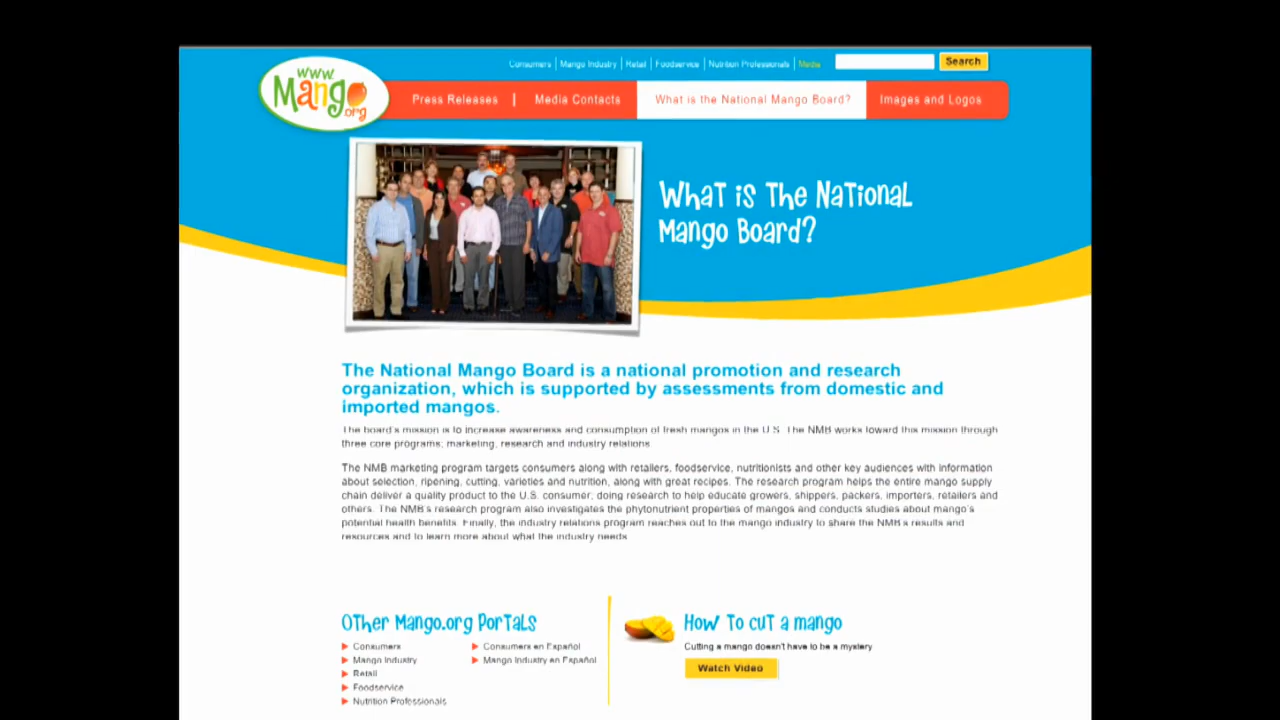 Consumers | Mango Industry | Retail | Foodservice | Nutrition Professionals | Media
Search
www.
Mango
.org
Press Releases | Media Contacts What is the National Mango Board? Images and Logos
What is The National
Mango Board?
The National Mango Board is a national promotion and research
organization, which is supported by assessments from domestic and
imported mangos.
The board's mission is to increase awareness and consumption of fresh mangos in the U.S. The NMB works toward this mission through
three core programs; marketing, research and industry relations.
The NMB marketing program targets consumers along with retailers, foodservice, nutritionists and other key audiences with information
about selection, ripening, cutting, varieties and nutrition, along with great recipes. The research program helps the entire mango supply
chain deliver a quality product to the U.S. consumer; doing research to help educate growers, shippers, packers, importers, retailers and
others. The NMB's research program also investigates the phytonutrient properties of mangos and conducts studies about mango's
potential health benefits. Finally, the industry relations program reaches out to the mango industry to share the NMB's results and
resources and to learn more about what the industry needs.
Other Mango.org Portals
Consumers
Mango Industry
Retail
Foodservice
Nutrition Professionals
Consumers en Español
Mango Industry en Español
How To cut a mango
Cutting a mango doesn't have to be a mystery
Watch Video